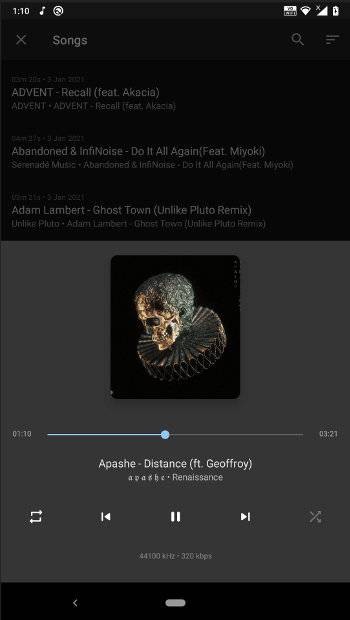 1:10
Songs
03m 20s • 3 Jan 2021
ADVENT - Recall (feat. Akacia)
ADVENT • ADVENT - Recall (feat. Akacia)
04m 27s • 3 Jan 2021
Abandoned & InfiNoise - Do It All Again(Feat. Miyoki)
Serenade Music • Abandoned & InfiNoise - Do It All Again(Feat. Miyoki)
03m 21s • 3 Jan 2021
Adam Lambert - Ghost Town (Unlike Pluto Remix)
Unlike Pluto • Adam Lambert - Ghost Town (Unlike Pluto Remix)
01:10
03:21
Apashe - Distance (ft. Geoffroy)
𝔞 𝔭 𝔞 𝔰 𝔥 𝔢 • Renaissance
44100 kHz • 320 kbps